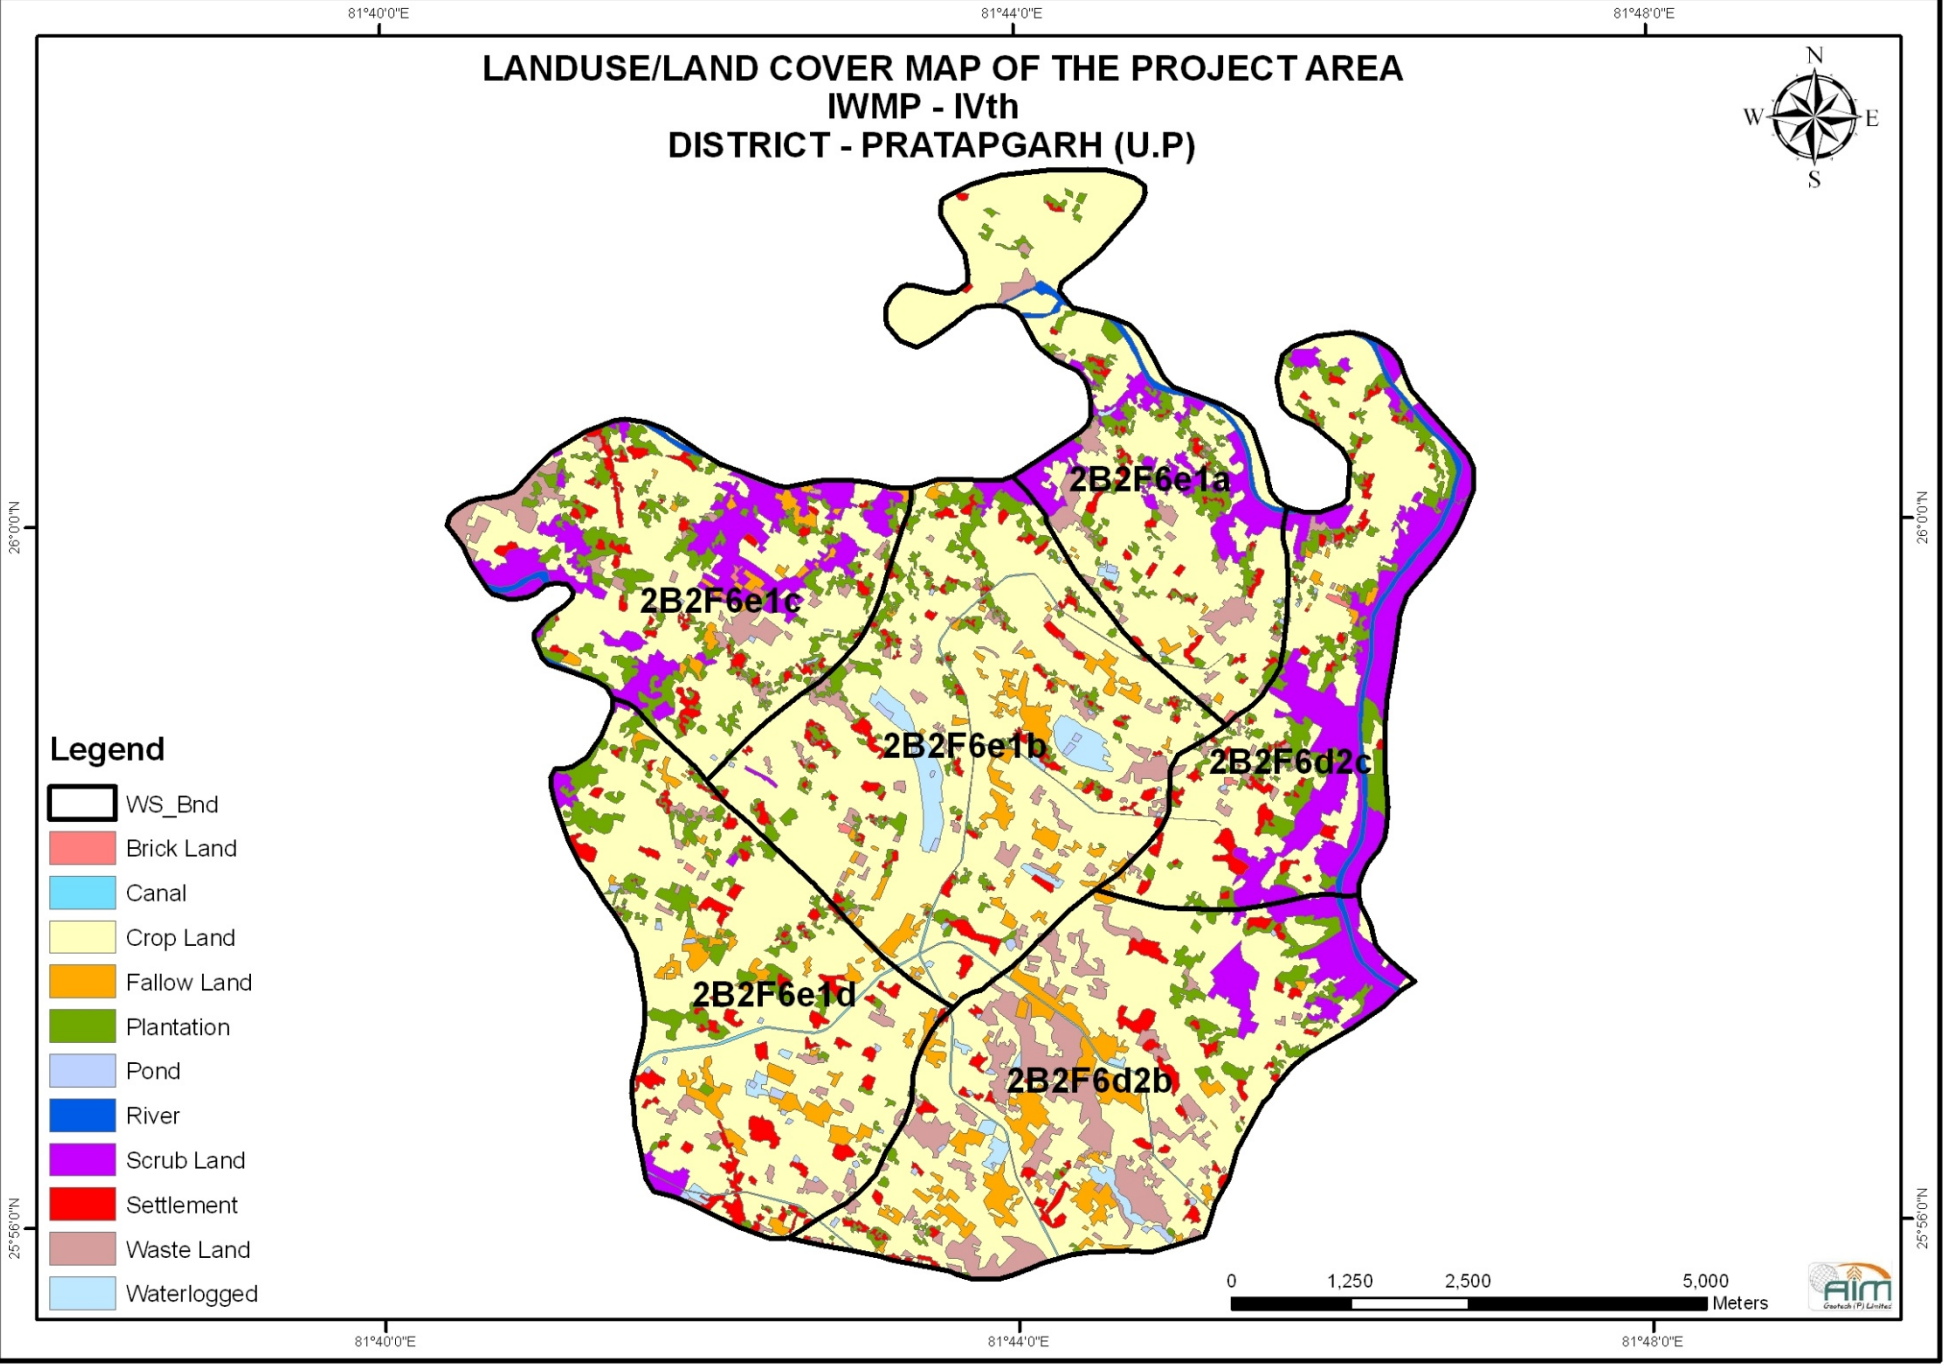 81°40'0"E
81°44'0"E
81°48'0"E
LANDUSE/LAND COVER MAP OF THE PROJECT AREA
IWMP - IVth
DISTRICT - PRATAPGARH (U.P)
N
W
E
S
26°0'0"N
26°0'0"N
2B2F6e1a
2B2F6e1c
2B2F6e1b
2B2F6d2c
2B2F6e1d
2B2F6d2b
Legend
WS_Bnd
Brick Land
Canal
Crop Land
Fallow Land
Plantation
Pond
River
Scrub Land
Settlement
Waste Land
Waterlogged
25°56'0"N
25°56'0"N
0 1,250 2,500 5,000
Meters
AIM
Geotech (P) Limited
81°40'0"E
81°44'0"E
81°48'0"E